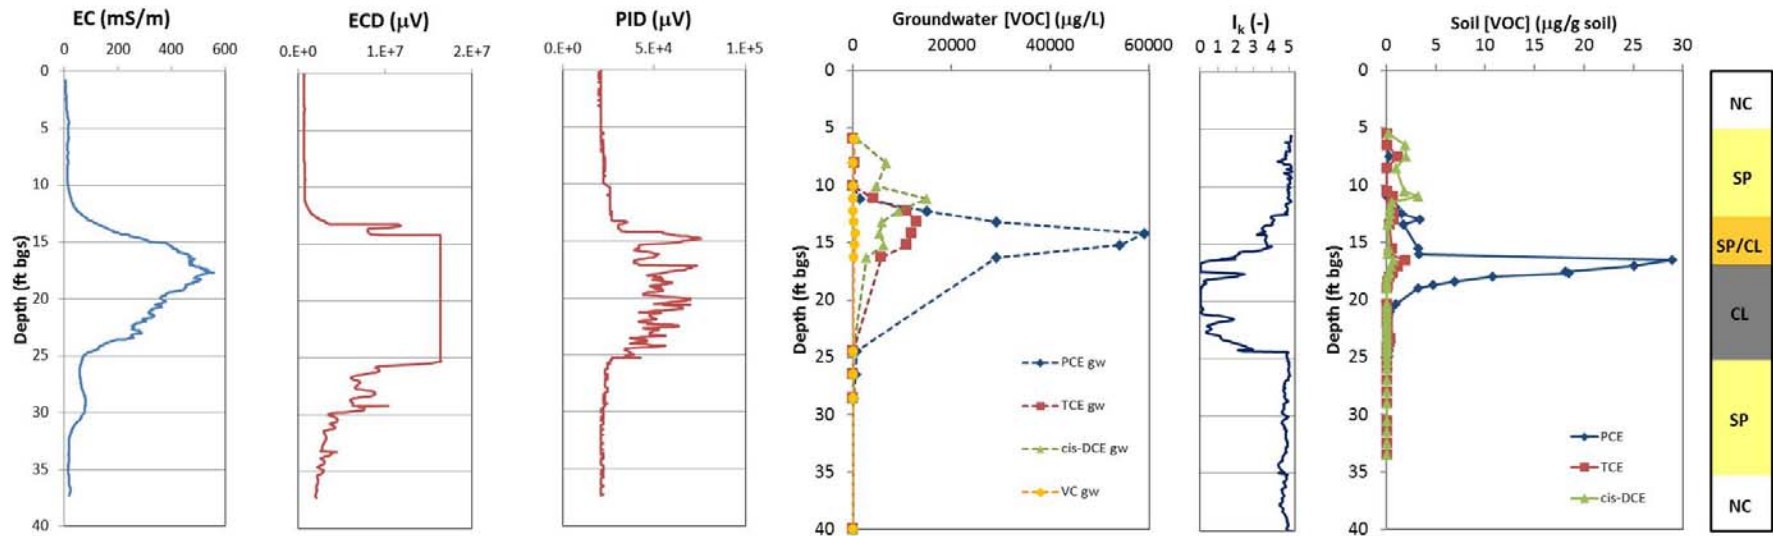 EC (mS/m)
0 200 400 600
Depth (ft bgs)
0
5
10
15
20
25
30
35
40
ECD (µV)
0.E+0 1.E+7 2.E+7
PID (µV)
0.E+0 5.E+4 1.E+5
Groundwater [VOC] (µg/L)
0 20000 40000 60000
Depth (ft bgs)
0
5
10
15
20
25
30
35
40
PCE gw
TCE gw
cis-DCE gw
VC gw
Ik (-)
0 1 2 3 4 5
Soil [VOC] (µg/g soil)
0 5 10 15 20 25 30
Depth (ft bgs)
0
5
10
15
20
25
30
35
40
PCE
TCE
cis-DCE
NC
SP
SP/CL
CL
SP
NC